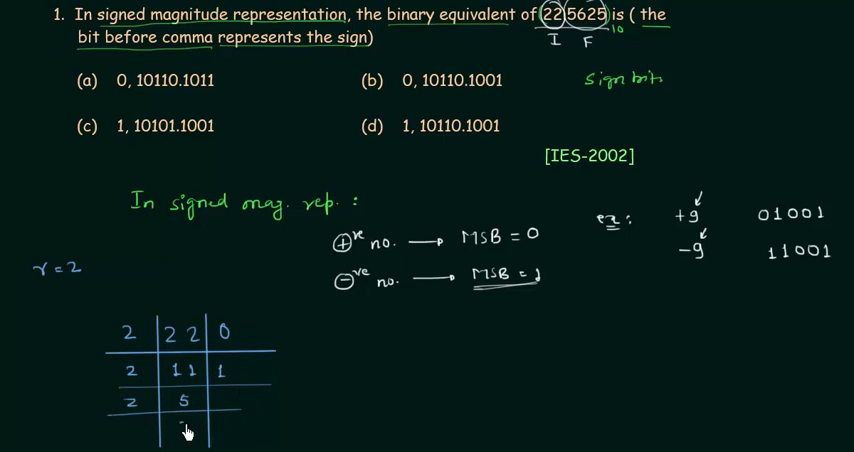 1. In signed magnitude representation, the binary equivalent of 22.5625 is ( the
bit before comma represents the sign)
10
I F
(a) 0, 10110.1011 (b) 0, 10110.1001
Sign bits
(c) 1, 10101.1001 (d) 1, 10110.1001
[IES-2002]
In signed mag. rep. :
+ve no. → MSB = 0
-ve no. → MSB = 1
ex : +9 01001
-9 11001
r = 2
2 22 0
2 11 1
2 5